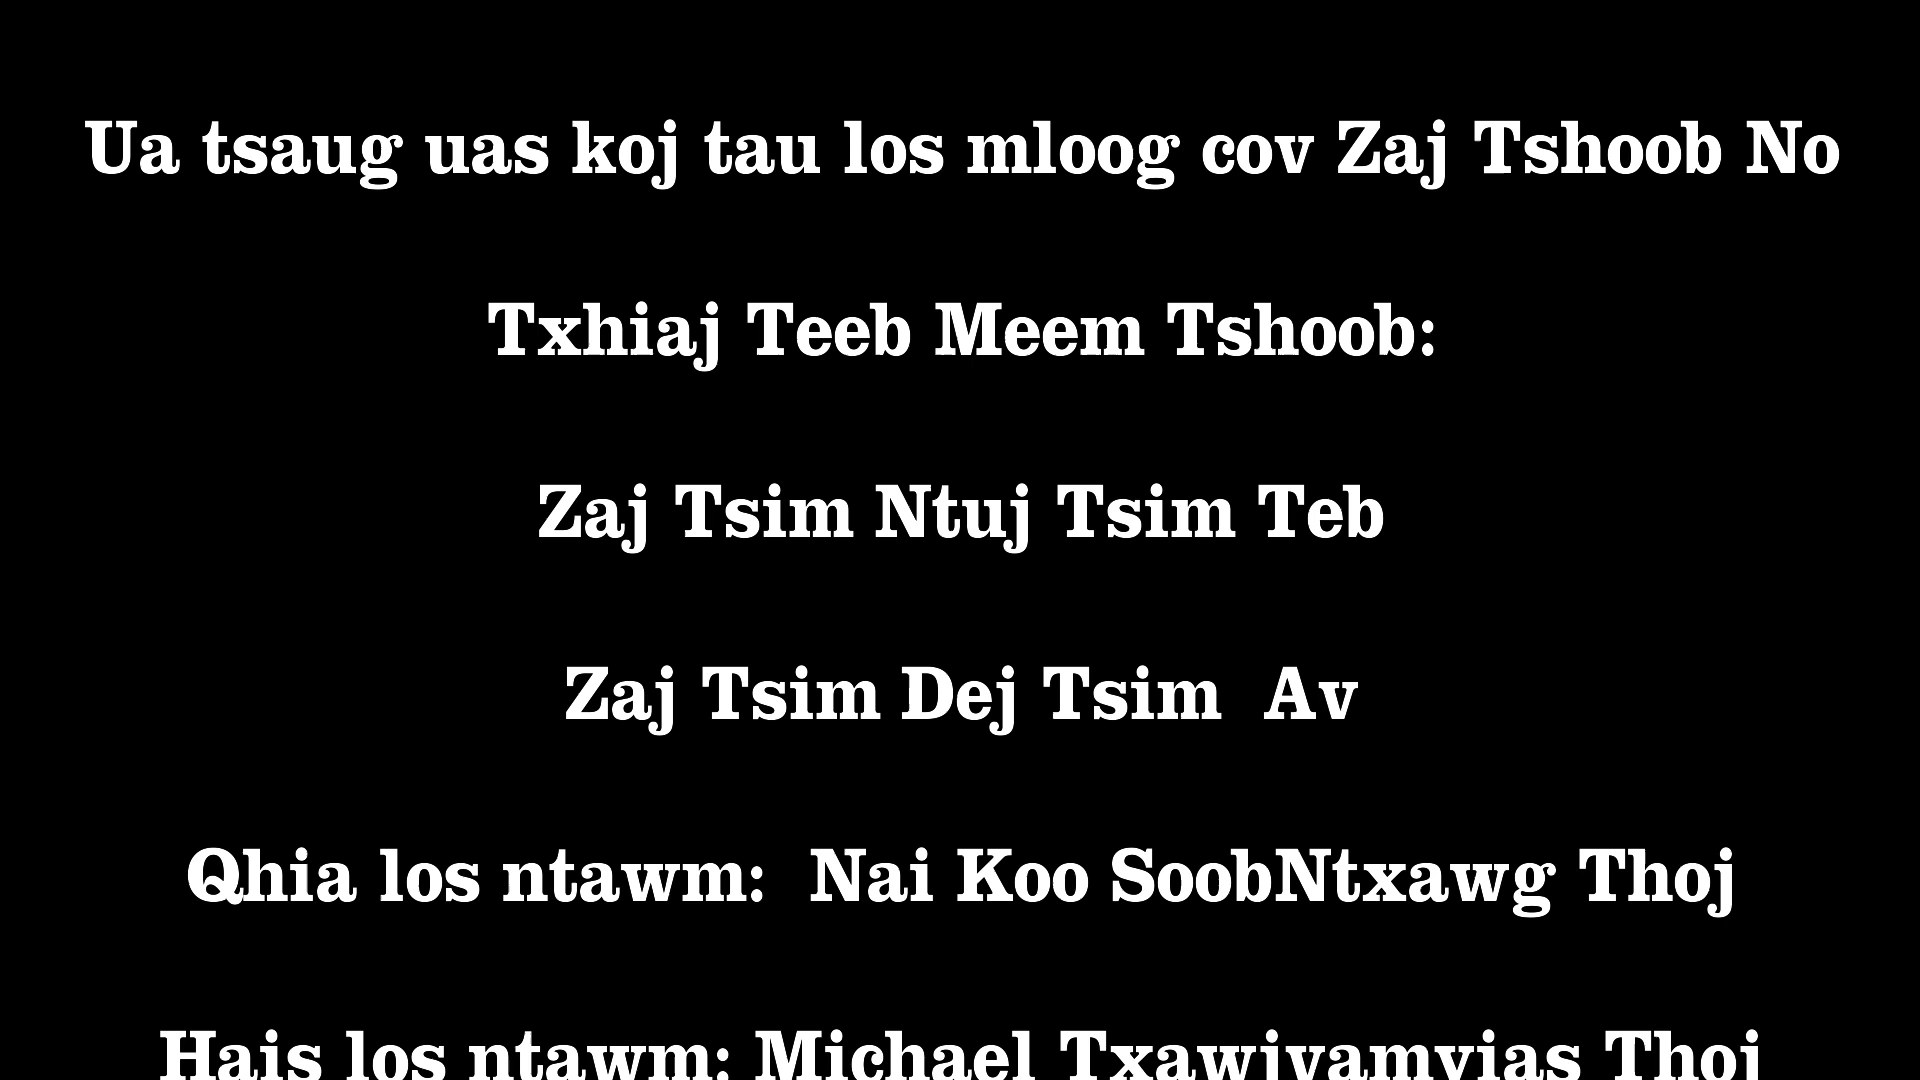 Ua tsaug uas koj tau los mloog cov Zaj Tshoob No
Txhiaj Teeb Meem Tshoob:
Zaj Tsim Ntuj Tsim Teb
Zaj Tsim Dej Tsim  Av
Qhia los ntawm:  Nai Koo SoobNtxawg Thoj
Hais los ntawm: Michael Txawjvamvias Thoj